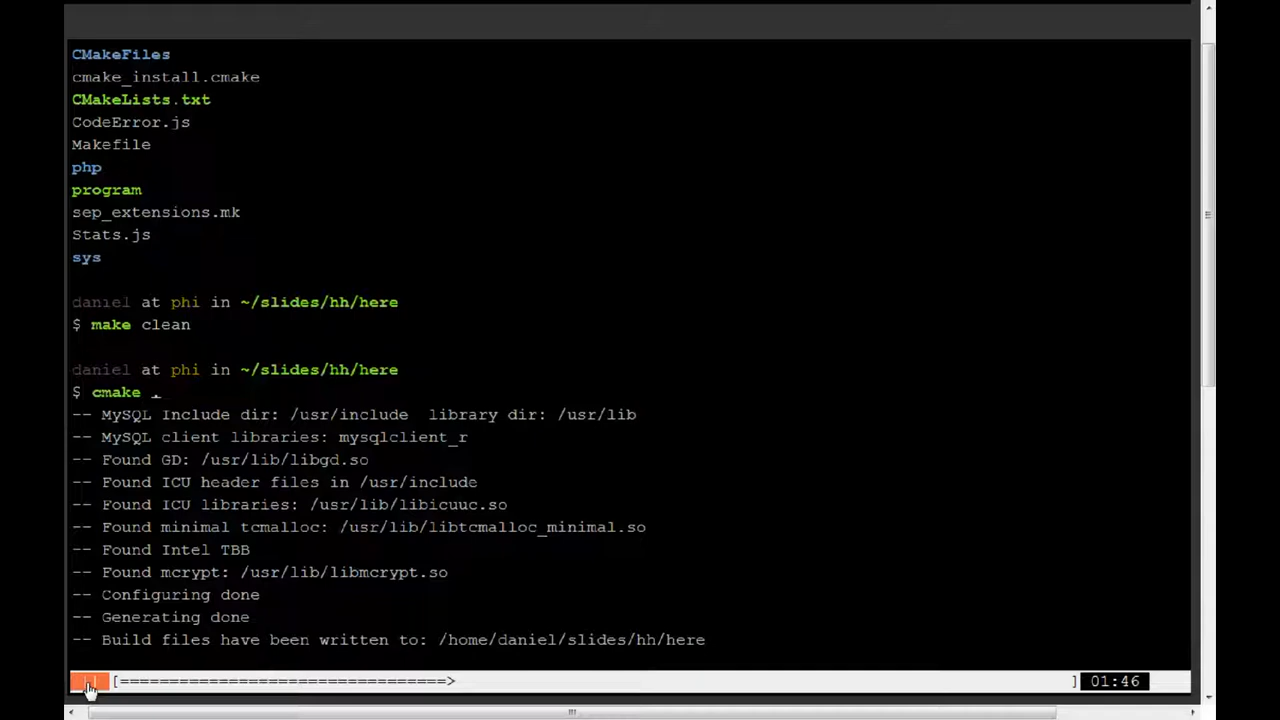 CMakeFiles
cmake_install.cmake
CMakeLists.txt
CodeError.js
Makefile
php
program
sep_extensions.mk
Stats.js
sys
daniel at phi in ~/slides/hh/here
$ make clean
daniel at phi in ~/slides/hh/here
$ cmake .
-- MySQL Include dir: /usr/include  library dir: /usr/lib
-- MySQL client libraries: mysqlclient_r
-- Found GD: /usr/lib/libgd.so
-- Found ICU header files in /usr/include
-- Found ICU libraries: /usr/lib/libicuuc.so
-- Found minimal tcmalloc: /usr/lib/libtcmalloc_minimal.so
-- Found Intel TBB
-- Found mcrypt: /usr/lib/libmcrypt.so
-- Configuring done
-- Generating done
-- Build files have been written to: /home/daniel/slides/hh/here
[=================================> ] 01:46